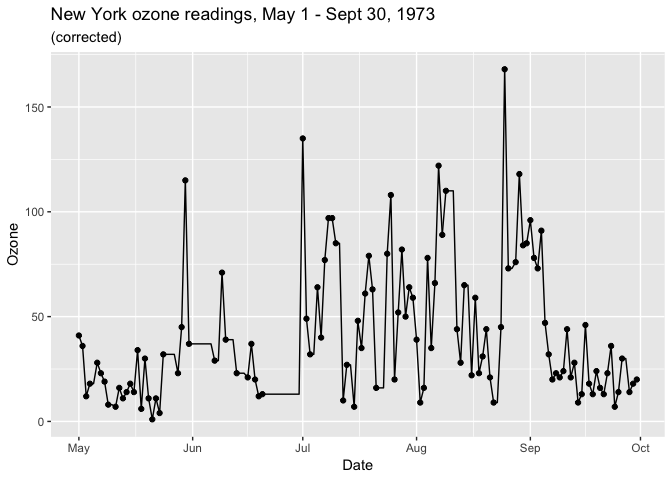 New York ozone readings, May 1 - Sept 30, 1973
(corrected)
150
100
50
0
Ozone
May Jun Jul Aug Sep Oct
Date